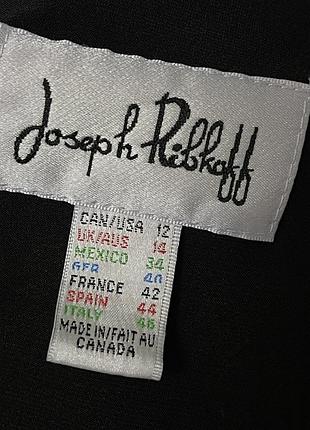 Joseph Ribkoff
CAN/USA 12
UK/AUS 14
MEXICO 34
GER 40
FRANCE 42
SPAIN 44
ITALY 46
MADE IN/FAIT AU
CANADA